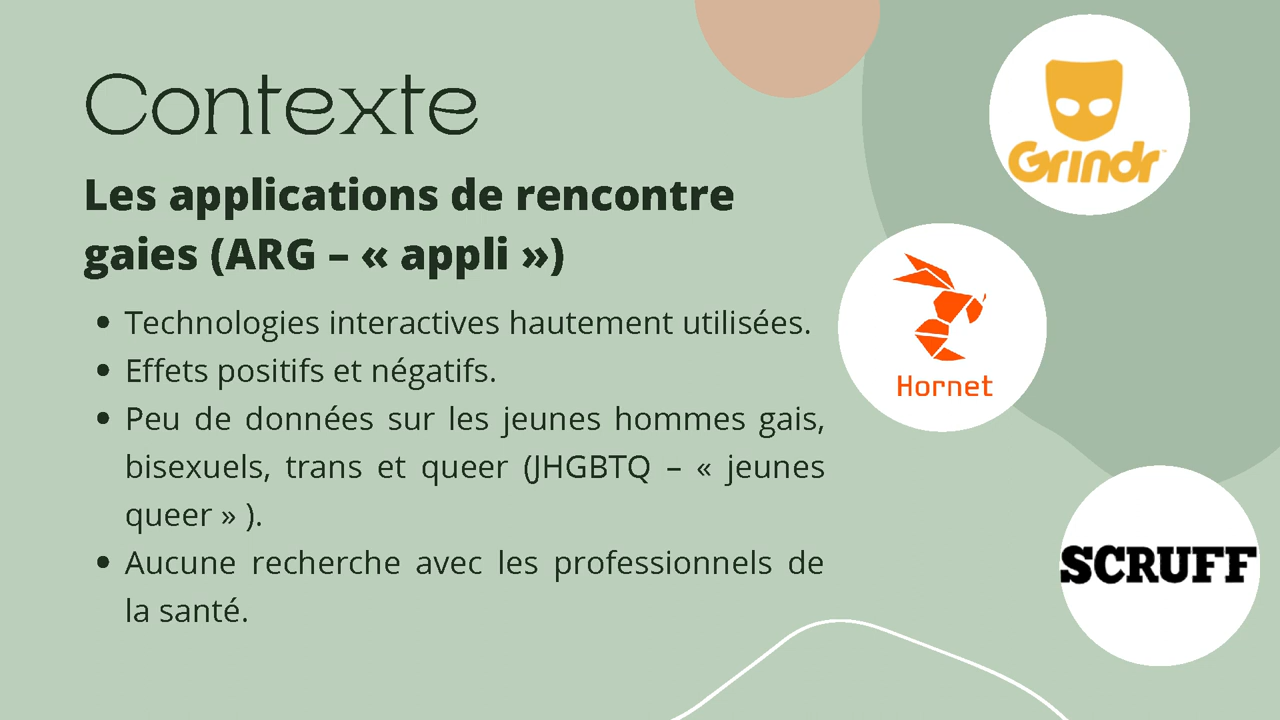 Contexte
Les applications de rencontre
gaies (ARG – « appli »)
• Technologies interactives hautement utilisées.
• Effets positifs et négatifs.
• Peu de données sur les jeunes hommes gais,
bisexuels, trans et queer (JHGBTQ – « jeunes
queer » ).
• Aucune recherche avec les professionnels de
la santé.
Grindr™
Hornet
SCRUFF